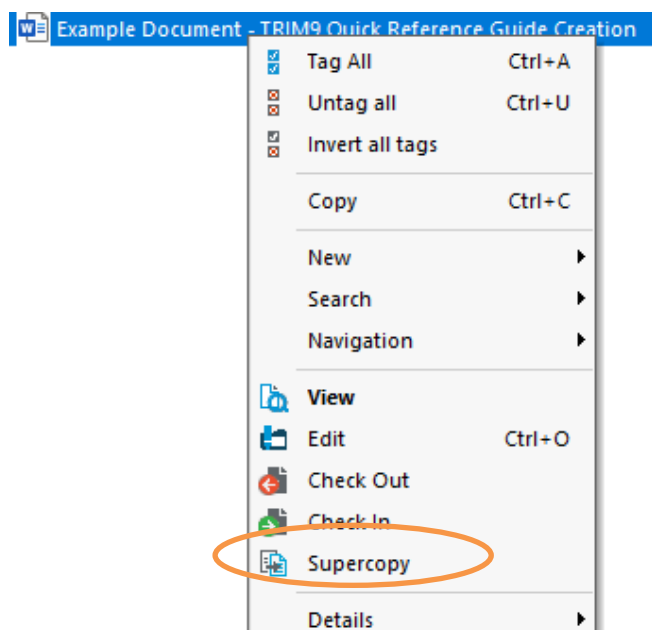 Example Document - TRIM9 Quick Reference Guide Creation
Tag All Ctrl+A
Untag all Ctrl+U
Invert all tags
Copy Ctrl+C
New
Search
Navigation
View
Edit Ctrl+O
Check Out
Check In
Supercopy
Details